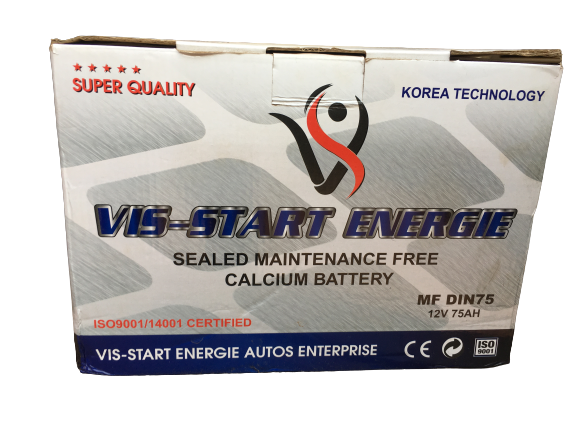 SUPER QUALITY
KOREA TECHNOLOGY
VS
VIS-START ENERGIE
SEALED MAINTENANCE FREE
CALCIUM BATTERY
MF DIN75
12V 75AH
ISO9001/14001 CERTIFIED
VIS-START ENERGIE AUTOS ENTERPRISE
CE
ISO
9001